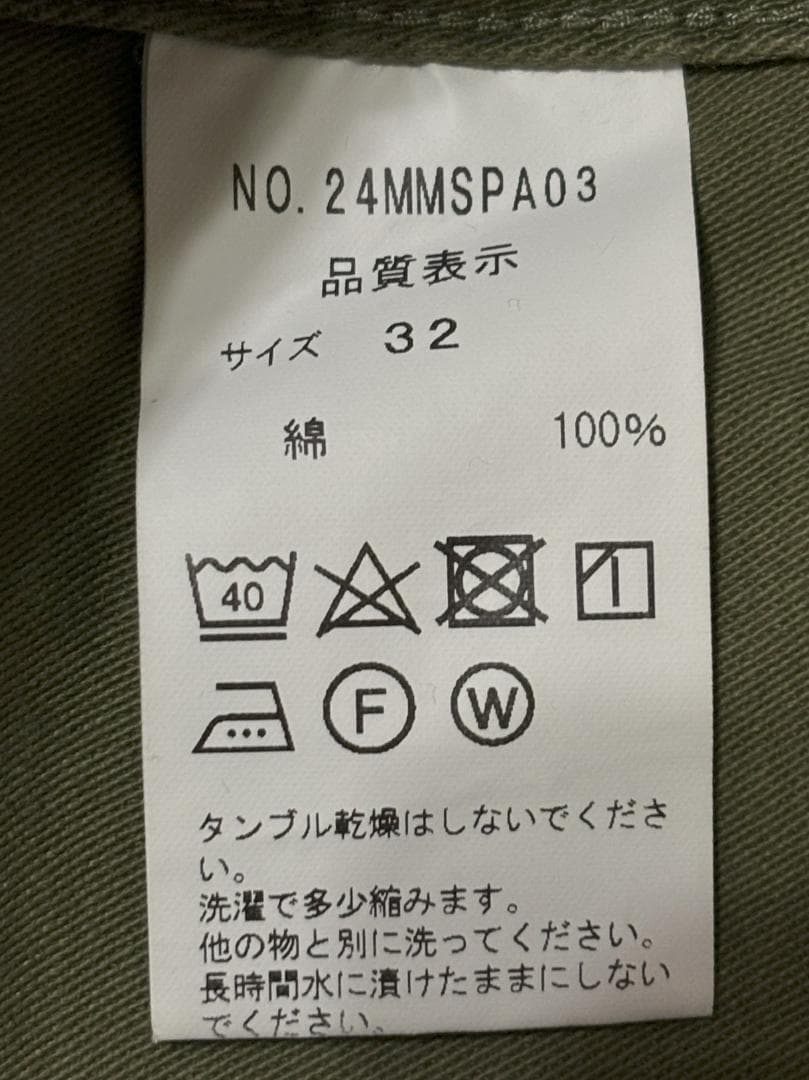 NO.24MMSPA03
品質表示
サイズ 32
綿 100%
40
F W
タンブル乾燥はしないでくださ
い。
洗濯で多少縮みます。
他の物と別に洗ってください。
長時間水に漬けたままにしない
でください。